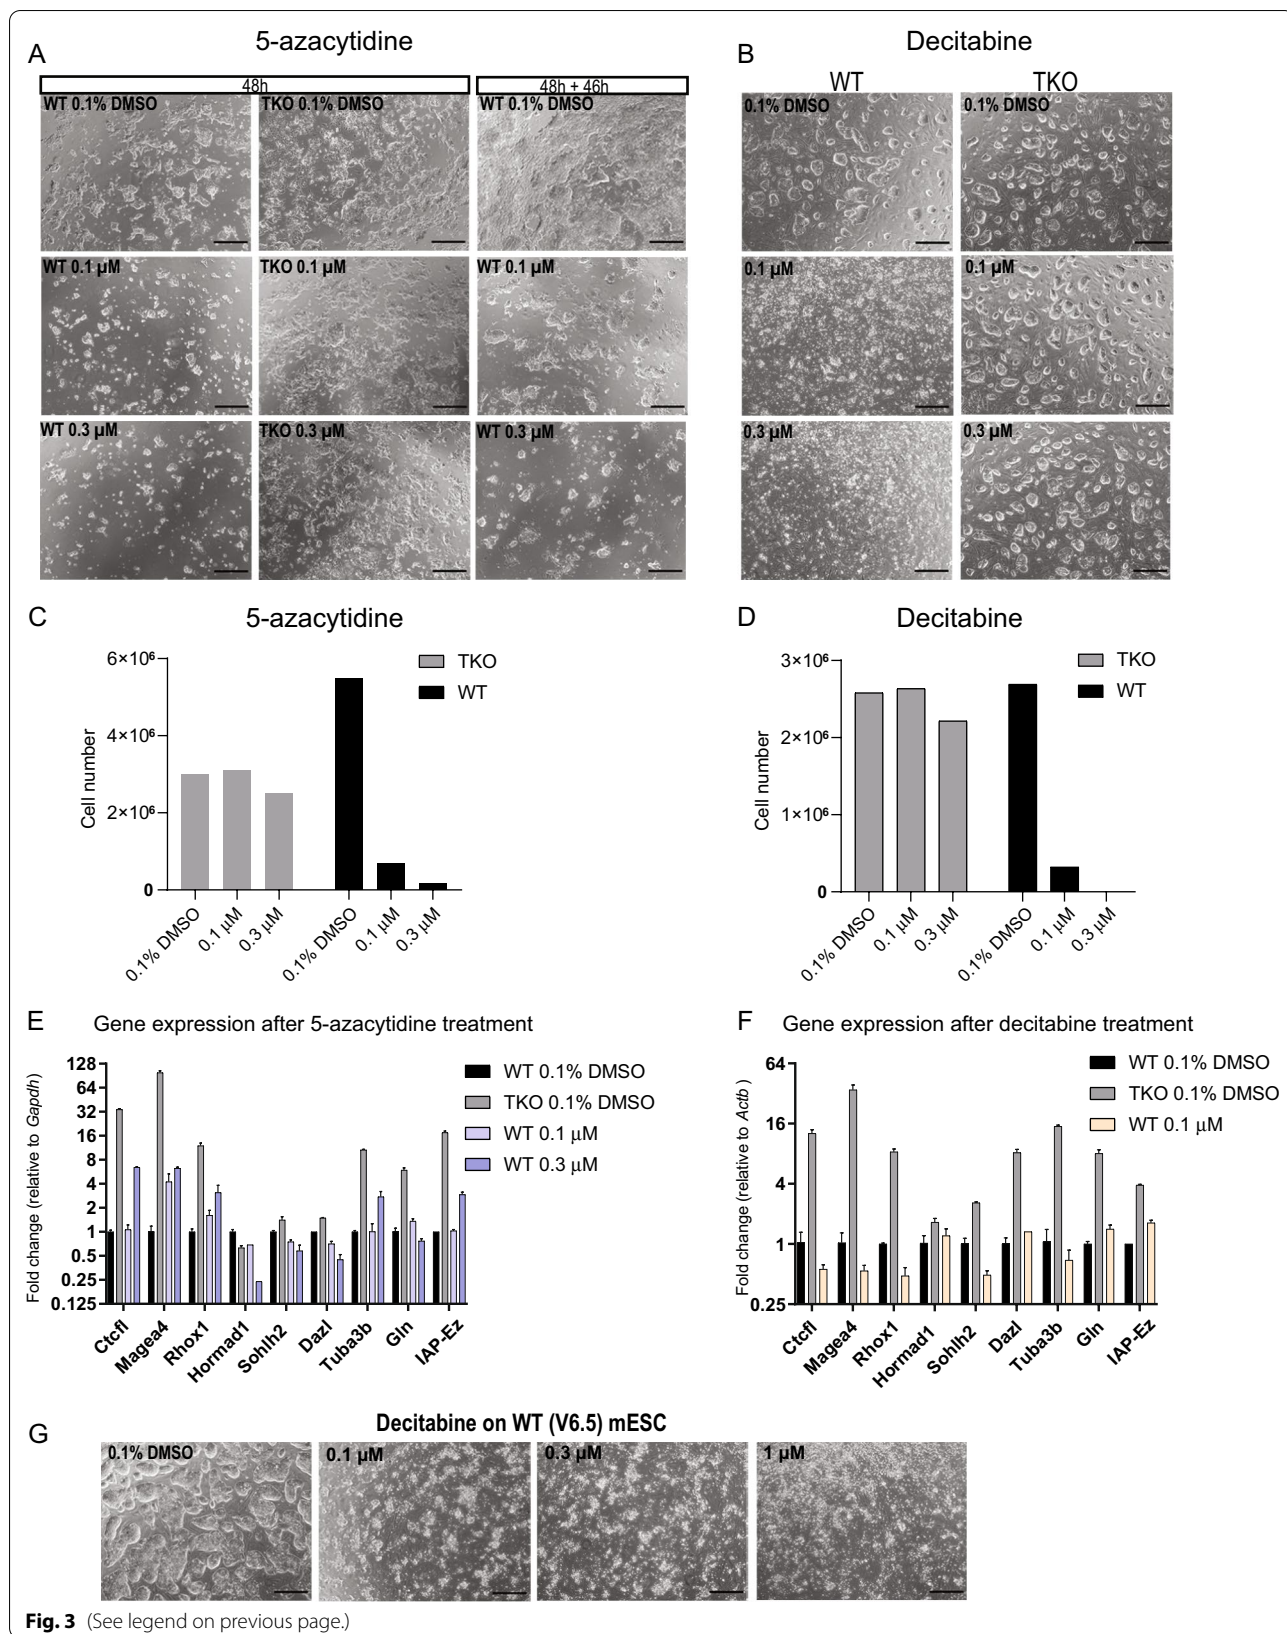 A
5-azacytidine
48h
48h + 46h
WT 0.1% DMSO
TKO 0.1% DMSO
WT 0.1% DMSO
WT 0.1 µM
TKO 0.1 µM
WT 0.1 µM
WT 0.3 µM
TKO 0.3 µM
WT 0.3 µM
B
Decitabine
WT
TKO
0.1% DMSO
0.1% DMSO
0.1 µM
0.1 µM
0.3 µM
0.3 µM
C
5-azacytidine
Cell number
6×10⁶
4×10⁶
2×10⁶
0
TKO
WT
0.1% DMSO
0.1 µM
0.3 µM
0.1% DMSO
0.1 µM
0.3 µM
D
Decitabine
Cell number
3×10⁶
2×10⁶
1×10⁶
0
TKO
WT
0.1% DMSO
0.1 µM
0.3 µM
0.1% DMSO
0.1 µM
0.3 µM
E
Gene expression after 5-azacytidine treatment
Fold change (relative to Gapdh)
128
64
32
16
8
4
2
1
0.5
0.25
0.125
WT 0.1% DMSO
TKO 0.1% DMSO
WT 0.1 µM
WT 0.3 µM
Ctcfl
Magea4
Rhox1
Hormad1
Sohlh2
Dazl
Tuba3b
Gln
IAP-Ez
F
Gene expression after decitabine treatment
Fold change (relative to Actb )
64
16
4
1
0.25
WT 0.1% DMSO
TKO 0.1% DMSO
WT 0.1 µM
Ctcfl
Magea4
Rhox1
Hormad1
Sohlh2
Dazl
Tuba3b
Gln
IAP-Ez
G
Decitabine on WT (V6.5) mESC
0.1% DMSO
0.1 µM
0.3 µM
1 µM
Fig. 3 (See legend on previous page.)